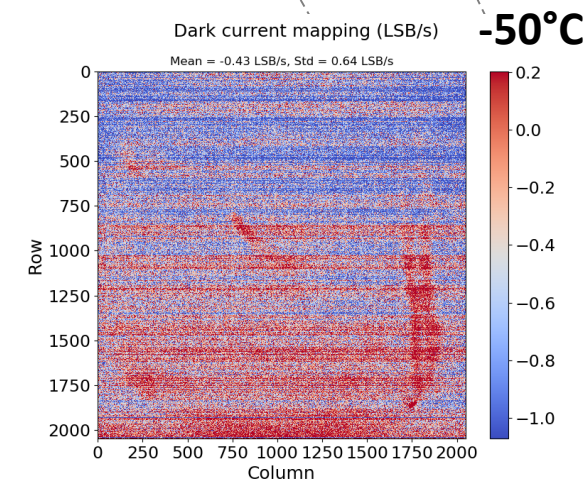 -50°C
Dark current mapping (LSB/s)
Mean = -0.43 LSB/s, Std = 0.64 LSB/s
0
250
500
750
1000
1250
1500
1750
2000
Row
0 250 500 750 1000 1250 1500 1750 2000
Column
0.2
0.0
−0.2
−0.4
−0.6
−0.8
−1.0